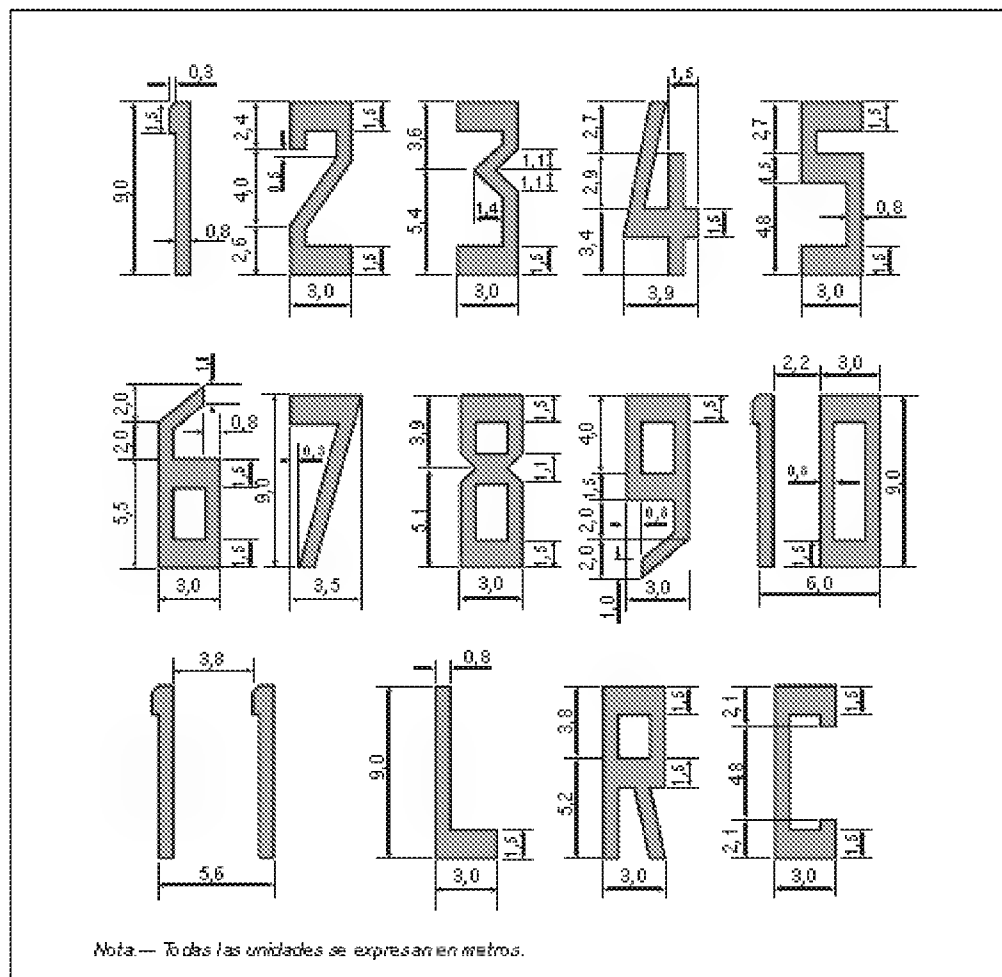 0,3 1,5
1,5 2,4 1,5 3,6 1,1 2,7 2,7 1,5
9,0 0,5 4,0 1,1 2,9 1,5
0,8 2,6 1,5 5,4 1,4 1,5 3,4 1,5 4,8 0,8 1,5
3,0 3,0 3,9 3,0
2,0 2,2 3,0
2,0 0,8 1,5 3,9 1,5 4,0 1,5
5,5 1,5 9,0 1,1 1,5 2,0 0,8 9,0
1,5 5,1 1,5 2,0 1,5
3,0 3,5 3,0 1,0 3,0 6,0
3,8 0,8
9,0 3,8 1,5 2,1 1,5
5,2 1,5 4,8
1,5 2,1 1,5
5,6 3,0 3,0 3,0
Nota.— Todas las unidades se expresan en metros.